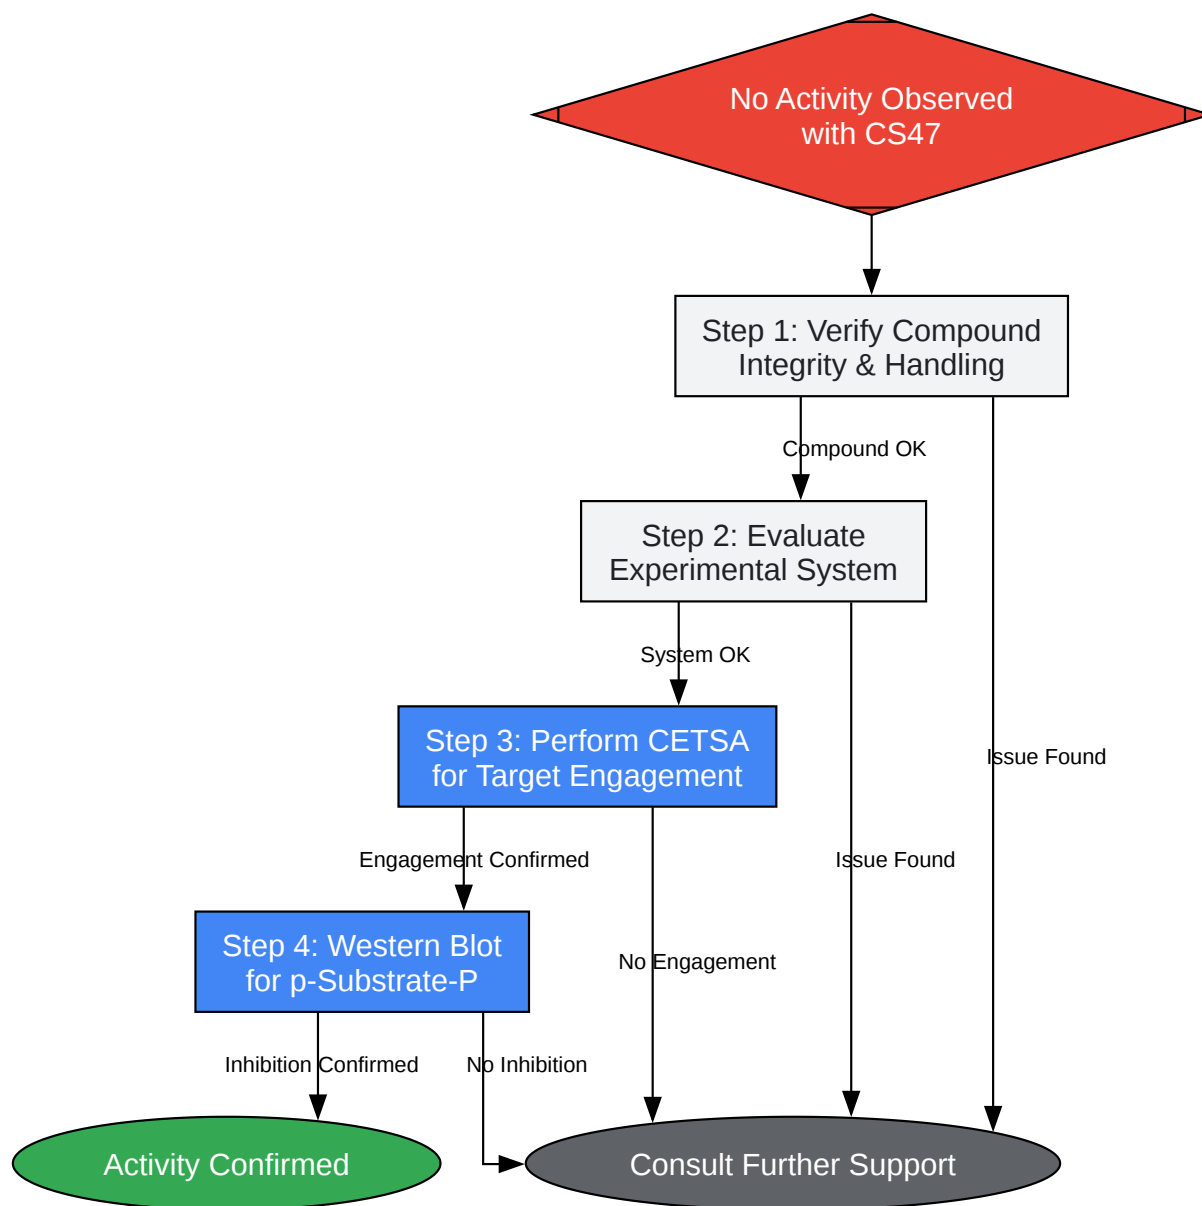 No Activity Observed
with CS47
Step 1: Verify Compound
Integrity & Handling
Compound OK
Step 2: Evaluate
Experimental System
System OK
Step 3: Perform CETSA
for Target Engagement
Issue Found
Engagement Confirmed
Issue Found
Step 4: Western Blot
for p-Substrate-P
No Engagement
Inhibition Confirmed
No Inhibition
Activity Confirmed
Consult Further Support